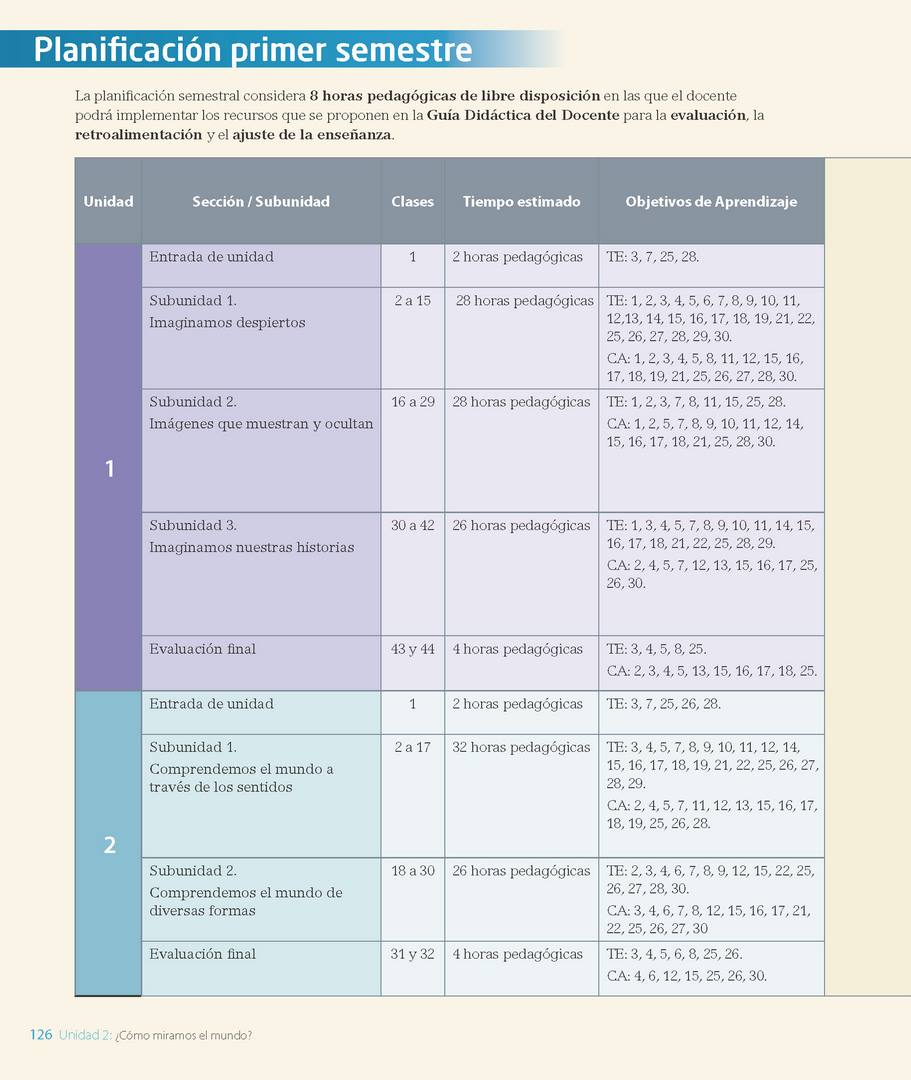 Planificación primer semestre
La planificación semestral considera 8 horas pedagógicas de libre disposición en las que el docente
podrá implementar los recursos que se proponen en la Guía Didáctica del Docente para la evaluación, la
retroalimentación y el ajuste de la enseñanza.
Unidad Sección / Subunidad Clases Tiempo estimado Objetivos de Aprendizaje
1
Entrada de unidad 1 2 horas pedagógicas TE: 3, 7, 25, 28.
Subunidad 1. 2 a 15 28 horas pedagógicas TE: 1, 2, 3, 4, 5, 6, 7, 8, 9, 10, 11,
Imaginamos despiertos 12,13, 14, 15, 16, 17, 18, 19, 21, 22,
25, 26, 27, 28, 29, 30.
CA: 1, 2, 3, 4, 5, 8, 11, 12, 15, 16,
17, 18, 19, 21, 25, 26, 27, 28, 30.
Subunidad 2. 16 a 29 28 horas pedagógicas TE: 1, 2, 3, 7, 8, 11, 15, 25, 28.
Imágenes que muestran y ocultan CA: 1, 2, 5, 7, 8, 9, 10, 11, 12, 14,
15, 16, 17, 18, 21, 25, 28, 30.
Subunidad 3. 30 a 42 26 horas pedagógicas TE: 1, 3, 4, 5, 7, 8, 9, 10, 11, 14, 15,
Imaginamos nuestras historias 16, 17, 18, 21, 22, 25, 28, 29.
CA: 2, 4, 5, 7, 12, 13, 15, 16, 17, 25,
26, 30.
Evaluación final 43 y 44 4 horas pedagógicas TE: 3, 4, 5, 8, 25.
CA: 2, 3, 4, 5, 13, 15, 16, 17, 18, 25.
2
Entrada de unidad 1 2 horas pedagógicas TE: 3, 7, 25, 26, 28.
Subunidad 1. 2 a 17 32 horas pedagógicas TE: 3, 4, 5, 7, 8, 9, 10, 11, 12, 14,
Comprendemos el mundo a 15, 16, 17, 18, 19, 21, 22, 25, 26, 27,
través de los sentidos 28, 29.
CA: 2, 4, 5, 7, 11, 12, 13, 15, 16, 17,
18, 19, 25, 26, 28.
Subunidad 2. 18 a 30 26 horas pedagógicas TE: 2, 3, 4, 6, 7, 8, 9, 12, 15, 22, 25,
Comprendemos el mundo de 26, 27, 28, 30.
diversas formas CA: 3, 4, 6, 7, 8, 12, 15, 16, 17, 21,
22, 25, 26, 27, 30
Evaluación final 31 y 32 4 horas pedagógicas TE: 3, 4, 5, 6, 8, 25, 26.
CA: 4, 6, 12, 15, 25, 26, 30.
126 Unidad 2: ¿Cómo miramos el mundo?